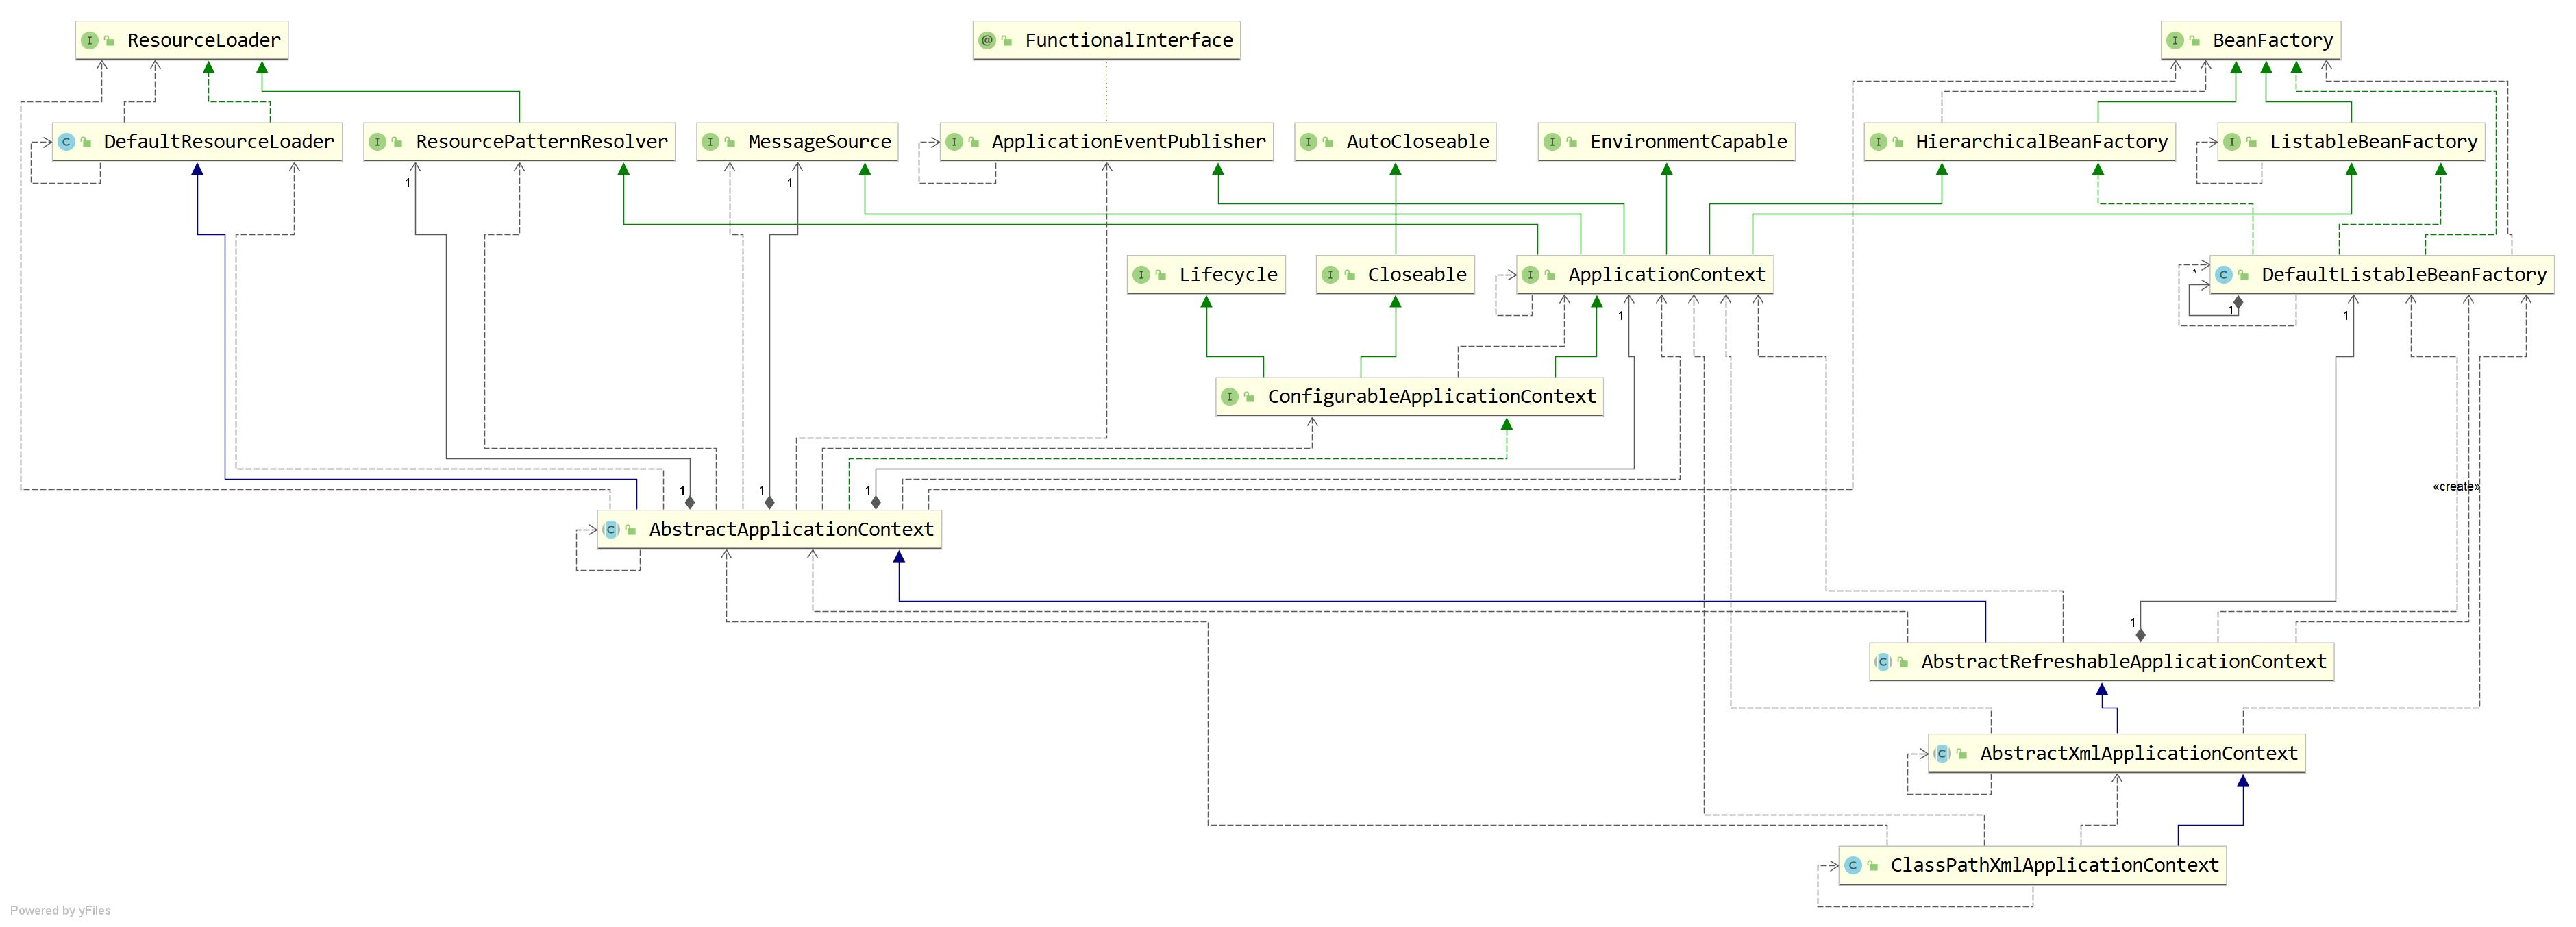 ResourceLoader
FunctionalInterface
BeanFactory
DefaultResourceLoader
ResourcePatternResolver
MessageSource
ApplicationEventPublisher
AutoCloseable
EnvironmentCapable
HierarchicalBeanFactory
ListableBeanFactory
1
1
Lifecycle
Closeable
ApplicationContext
DefaultListableBeanFactory
*
1
1
1
ConfigurableApplicationContext
1
1
1
«create»
AbstractApplicationContext
1
AbstractRefreshableApplicationContext
AbstractXmlApplicationContext
ClassPathXmlApplicationContext
Powered by yFiles